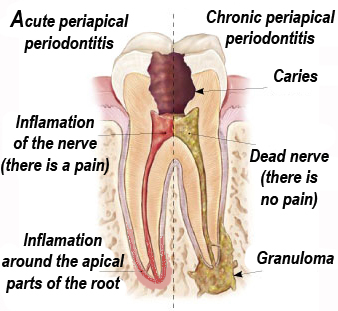 Acute periapical
periodontitis
Chronic periapical
periodontitis
Caries
Inflamation
of the nerve
(there is a pain)
Dead nerve
(there is
no pain)
Inflamation
around the apical
parts of the root
Granuloma